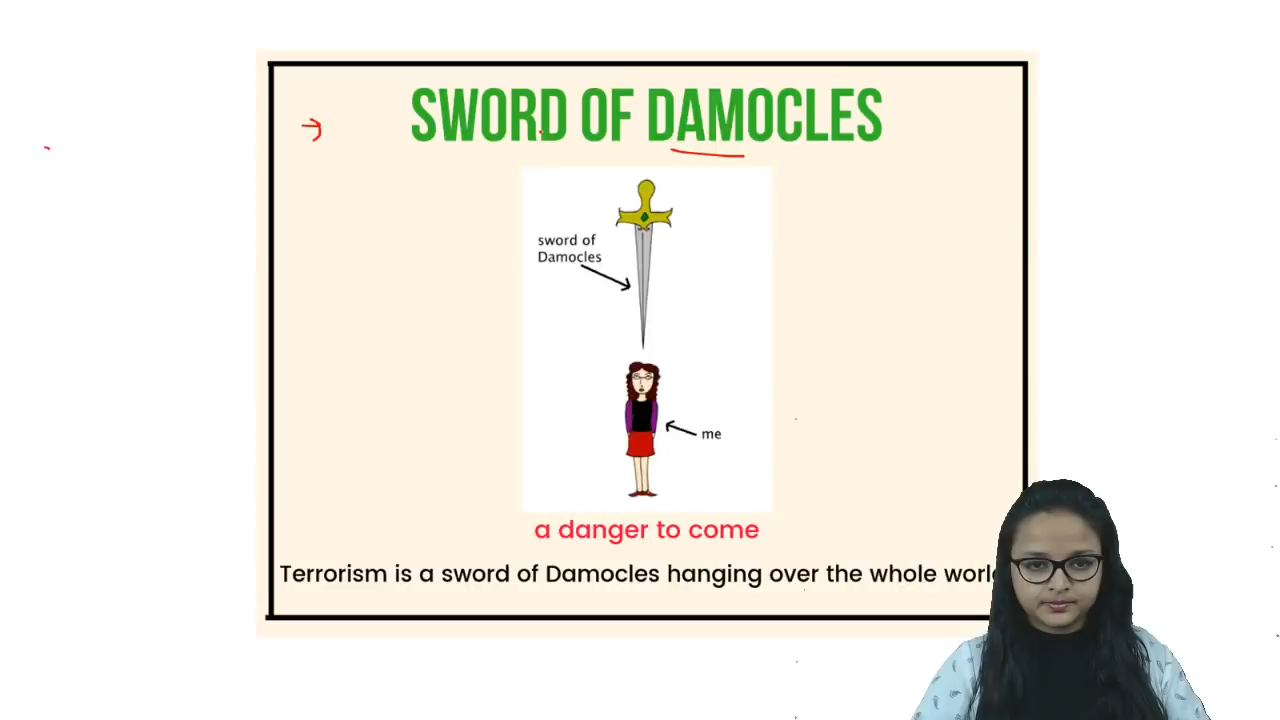 SWORD OF DAMOCLES
sword of
Damocles
me
a danger to come
Terrorism is a sword of Damocles hanging over the whole